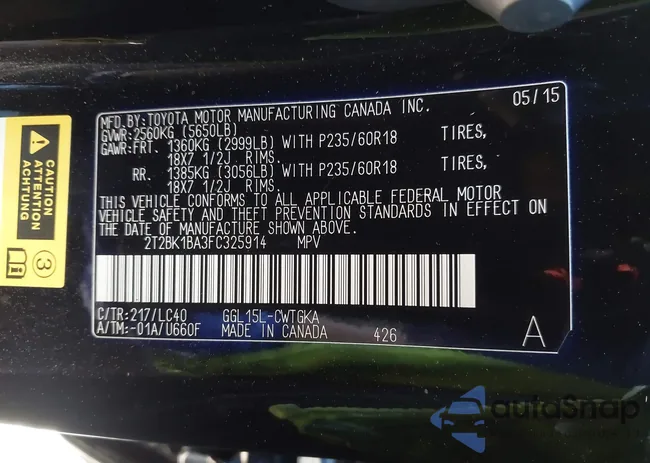 MFD.BY:TOYOTA MOTOR MANUFACTURING CANADA INC. 05/15
GVWR:2560KG (5650LB)
GAWR:FRT. 1360KG (2999LB) WITH P235/60R18 TIRES,
18X7 1/2J RIMS.
RR. 1385KG (3056LB) WITH P235/60R18 TIRES,
18X7 1/2J RIMS.
THIS VEHICLE CONFORMS TO ALL APPLICABLE FEDERAL MOTOR
VEHICLE SAFETY AND THEFT PREVENTION STANDARDS IN EFFECT ON
THE DATE OF MANUFACTURE SHOWN ABOVE.
2T2BK1BA3FC325914 MPV
C/TR:217/LC40 GGL15L-CWTGKA
A/TM:-01A/U660F MADE IN CANADA 426 A
CAUTION
ATTENTION
ACHTUNG
3
autoSnap